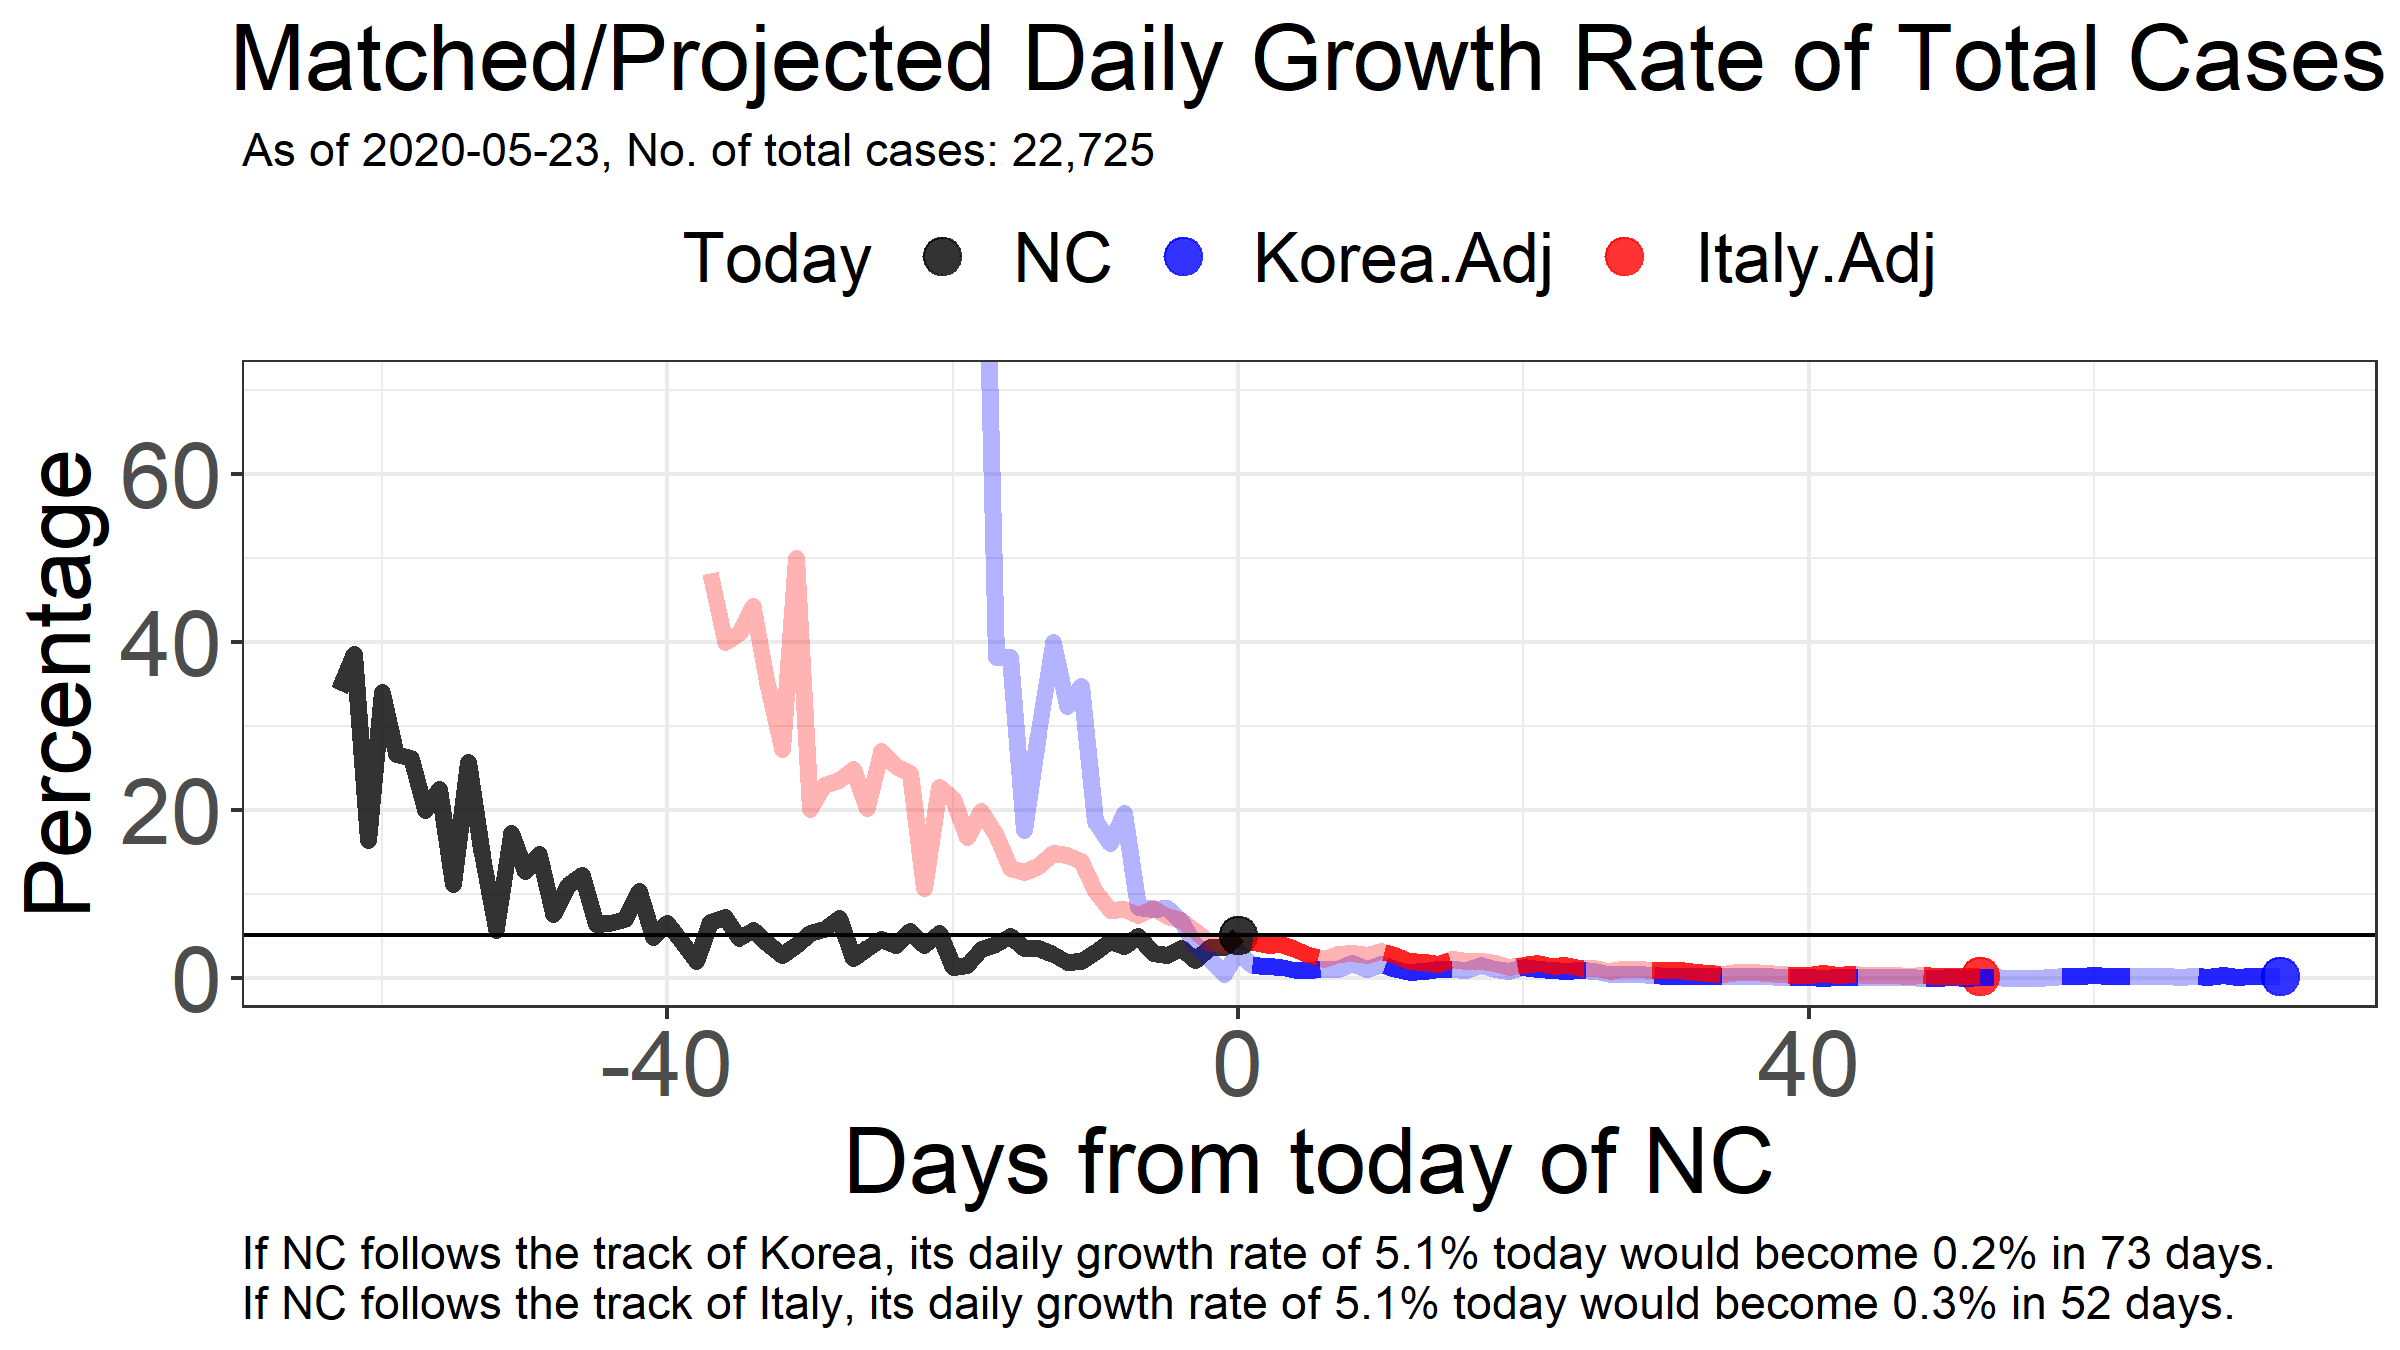 Matched/Projected Daily Growth Rate of Total Cases
As of 2020-05-23, No. of total cases: 22,725
Today NC Korea.Adj Italy.Adj
Percentage
60
40
20
0
-40 0 40
Days from today of NC
If NC follows the track of Korea, its daily growth rate of 5.1% today would become 0.2% in 73 days.
If NC follows the track of Italy, its daily growth rate of 5.1% today would become 0.3% in 52 days.